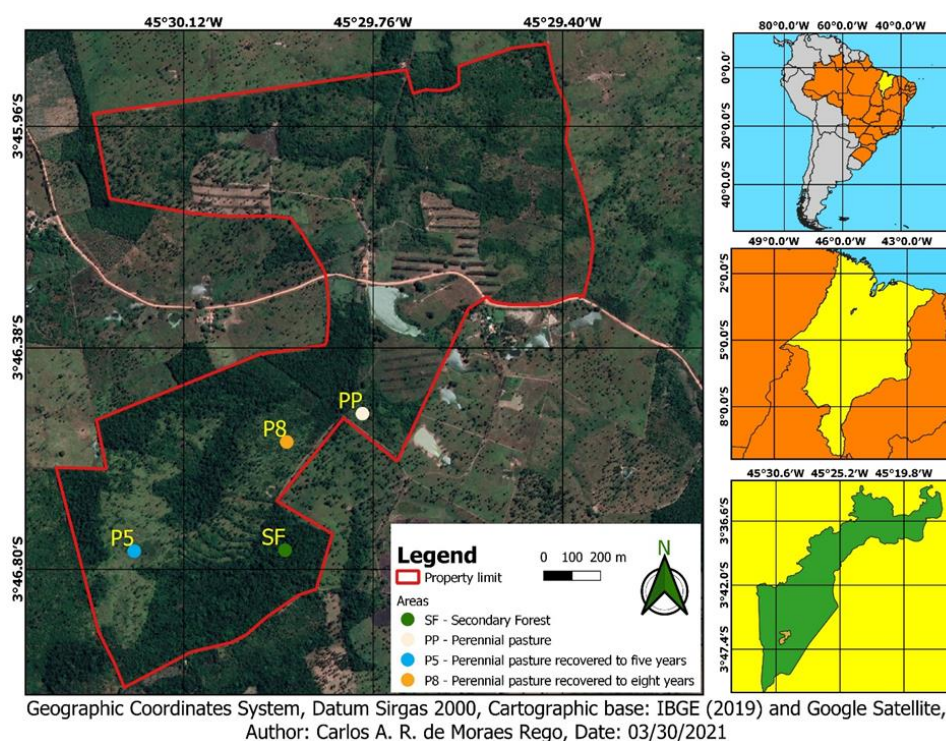 45°30.12°W 45°29.76°W 45°29.40°W
3°45.96°S
3°46.38°S
3°46.80°S
PP
P8
P5
SF
Legend
Property limit
Areas
SF - Secondary Forest
PP - Perennial pasture
P5 - Perennial pasture recovered to five years
P8 - Perennial pasture recovered to eight years
0 100 200 m
N
80°0.0'W 60°0.0'W 40°0.0'W
0°0.0'
20°0.0'S
40°0.0'S
49°0.0'W 46°0.0'W 43°0.0'W
2°0.0'S
5°0.0'S
8°0.0'S
45°30.6'W 45°25.2'W 45°19.8'W
3°36.6'S
3°42.0'S
3°47.4'S
Geographic Coordinates System, Datum Sirgas 2000, Cartographic base: IBGE (2019) and Google Satellite,
Author: Carlos A. R. de Moraes Rego, Date: 03/30/2021